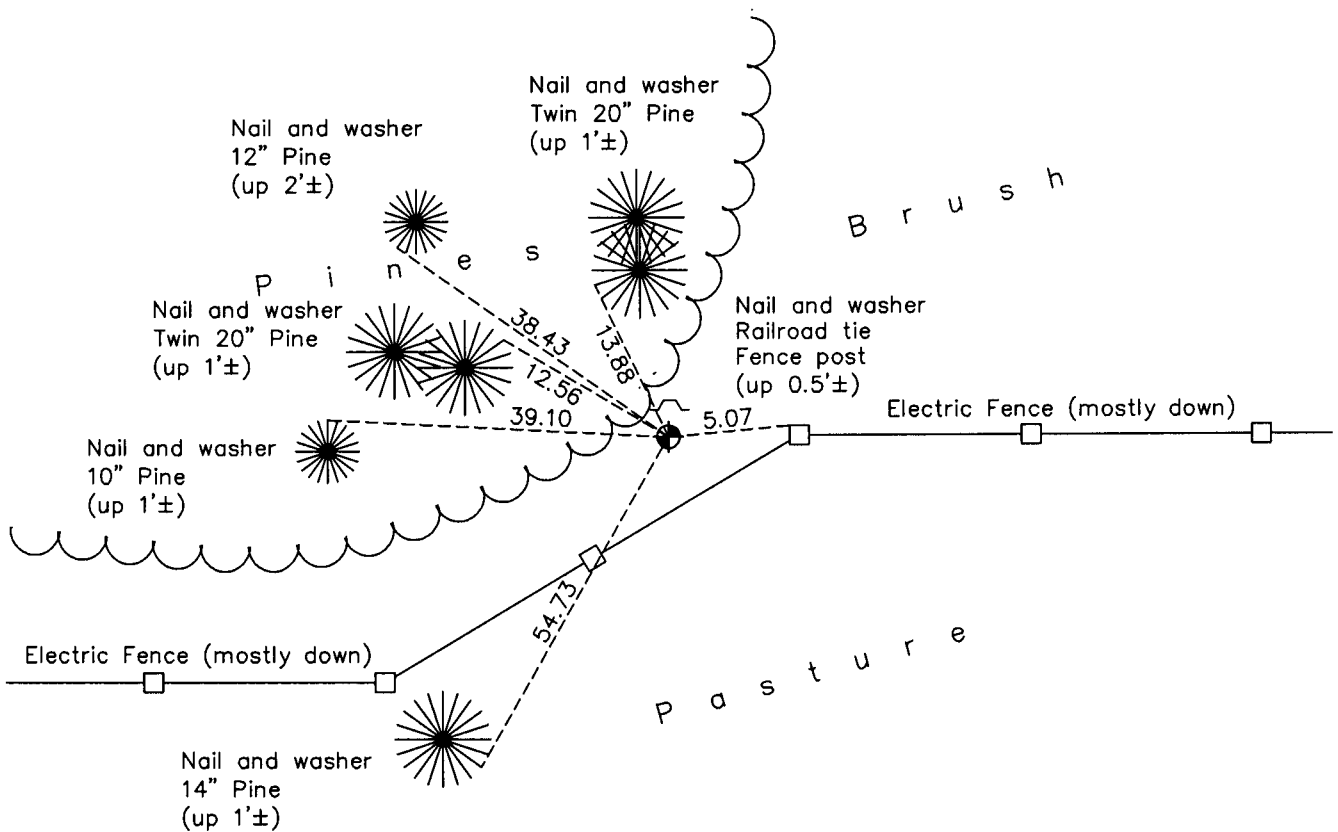 Nail and washer
Twin 20" Pine
(up 1'±)
Nail and washer
12" Pine
(up 2'±)
Brush
Pines
Nail and washer
Twin 20" Pine
(up 1'±)
38.43
13.88
12.56
Nail and washer
Railroad tie
Fence post
(up 0.5'±)
39.10
5.07
Electric Fence (mostly down)
Nail and washer
10" Pine
(up 1'±)
54.73
Electric Fence (mostly down)
Pasture
Nail and washer
14" Pine
(up 1'±)